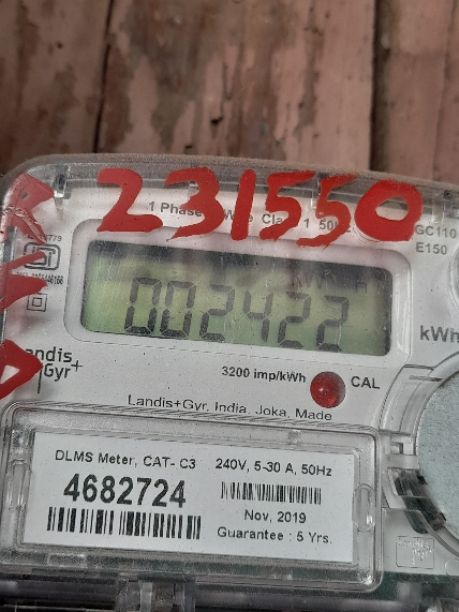 231550
1 Phase
GC110
E150
002422
kWh
Landis
Gyr+
3200 imp/kWh
CAL
Landis+Gyr, India, Joka, Made
DLMS Meter, CAT- C3 240V, 5-30 A, 50Hz
4682724
Nov, 2019
Guarantee : 5 Yrs.